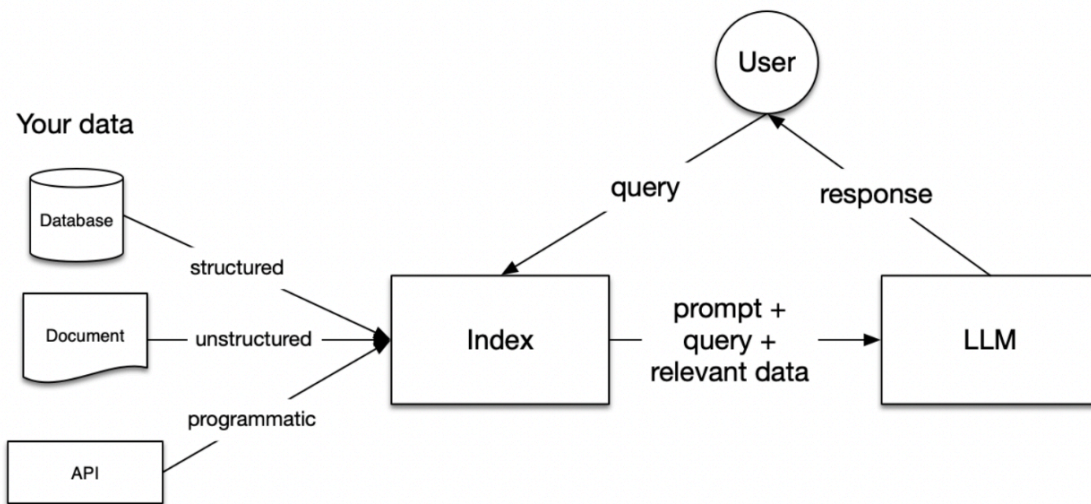 User
Your data
query
response
Database
structured
Document
unstructured
Index
prompt +
query +
relevant data
LLM
programmatic
API